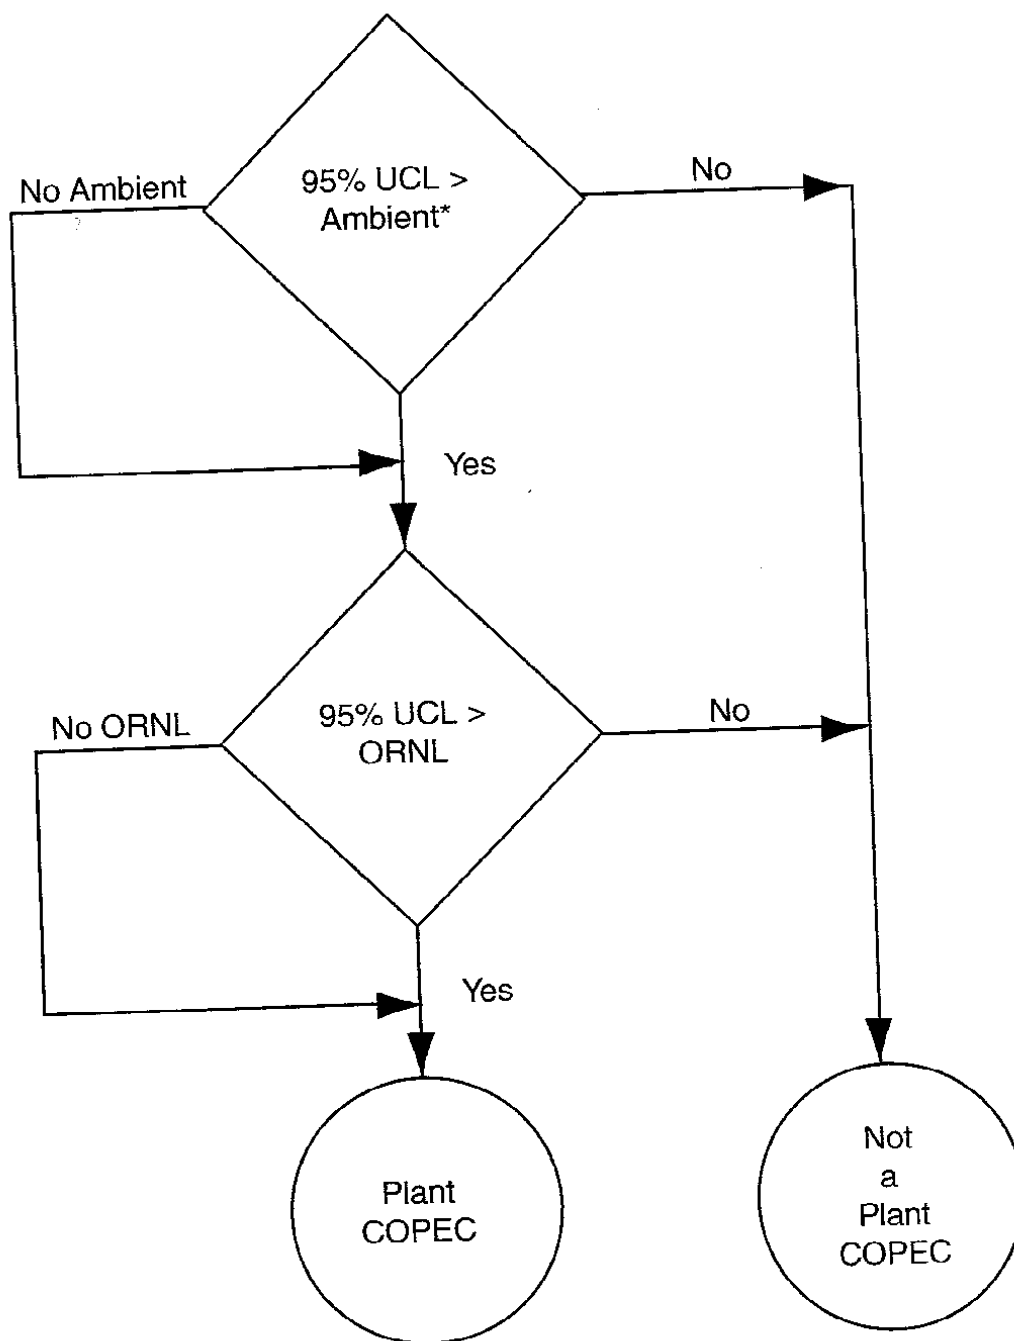 95% UCL >
Ambient*
No Ambient
No
Yes
95% UCL >
ORNL
No ORNL
No
Yes
Plant
COPEC
Not
a
Plant
COPEC